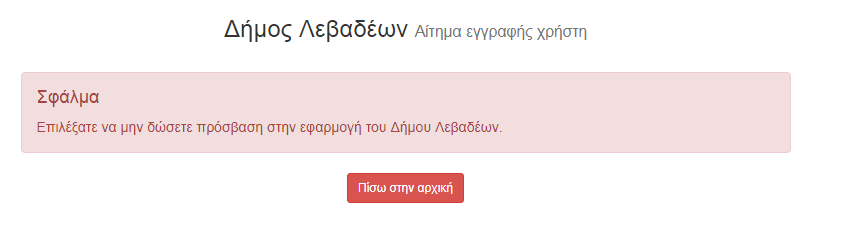 Δήμος Λεβαδέων Αίτημα εγγραφής χρήστη
Σφάλμα
Επιλέξατε να μην δώσετε πρόσβαση στην εφαρμογή του Δήμου Λεβαδέων.
Πίσω στην αρχική